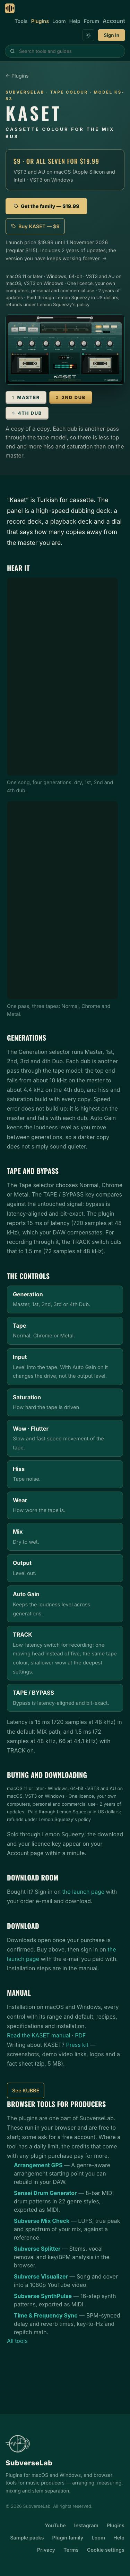 Tools Plugins Loom Help Forum Account
Sign in
Search tools and guides
← Plugins
SUBVERSELAB · TAPE COLOUR · MODEL KS-
KASET
CASSETTE COLOUR FOR THE MIX
BUS
$9 · OR ALL SEVEN FOR $19.99
VST3 and AU on macOS (Apple Silicon and
Intel) · VST3 on Windows
Get the family — $19.99
Buy KASET — $9
Launch price $19.99 until 1 November 2026
(regular $115). Includes 2 years of updates; the
version you have keeps working forever. →
macOS 11 or later · Windows, 64-bit · VST3 and AU on
macOS, VST3 on Windows · One licence, your own
computers, personal and commercial use · 2 years of
updates · Paid through Lemon Squeezy in US dollars;
refunds under Lemon Squeezy's policy
KASET
1 MASTER
2 2ND DUB
4 4TH DUB
A copy of a copy. Each dub is another trip
through the tape model, so there is less top
end and more hiss and saturation than on the
master.
"Kaset" is Turkish for cassette. The
panel is a high-speed dubbing deck: a
record deck, a playback deck and a dial
that says how many copies away from
the master you are.
HEAR IT
One song, four generations: dry, 1st, 2nd and
4th dub.
One pass, three tapes: Normal, Chrome and
Metal.
GENERATIONS
The Generation selector runs Master, 1st,
2nd, 3rd and 4th Dub. Each dub is another
pass through the tape model: the top end
falls from about 10 kHz on the master to
about 4 kHz on the fourth dub, and hiss and
saturation build with every copy. Speed
error does not build up: it is highest on the
master and falls with each dub. Auto Gain
keeps the loudness level as you move
between generations, so a darker copy
does not simply sound quieter.
TAPE AND BYPASS
The Tape selector chooses Normal, Chrome
or Metal. The TAPE / BYPASS switch
compares against the untouched signal,
latency-aligned and bit-exact. The plugin
reports its latency of 15 ms (720 samples at
48 kHz), so your DAW will compensate
for it; while tracking, the TRACK switch cuts
that to 1.5 ms (72 samples at 48 kHz).
THE CONTROLS
Generation
Master, 1st, 2nd, 3rd or 4th Dub.
Tape
Normal, Chrome or Metal.
Input
Level into the tape. With Auto Gain on it
changes the drive, not the output level.
Saturation
How hard the tape is driven.
Wow · Flutter
Slow and fast speed movement of the
tape.
Hiss
Tape noise.
Wear
How worn the tape is.
Mix
Dry to wet.
Output
Level out.
Auto Gain
Keeps the loudness level across
generations.
TRACK
Low-latency switch for recording: one
moving head instead of five, the same tape
colour, shallower wow at the deepest
settings.
TAPE / BYPASS
Bypass is latency-aligned and bit-exact.
Latency is 15 ms (720 samples at 48 kHz) in
the default MIX path, and 1.5 ms (72
samples at 48 kHz, 66 at 44.1 kHz) with
TRACK on.
BUYING AND DOWNLOADING
macOS 11 or later · Windows, 64-bit · VST3 and AU on
macOS, VST3 on Windows · One licence, your own
computers, personal and commercial use · 2 years of
updates · Paid through Lemon Squeezy in US dollars;
refunds under Lemon Squeezy's policy
Sold through Lemon Squeezy; the download
and your licence key appear on your
Account page within a minute.
DOWNLOAD ROOM
Bought it? Sign in on the launch page with
your order e-mail and download.
DOWNLOAD
Downloads open once your purchase is
confirmed. Buy above, then sign in on the
launch page with the e-mail you paid with.
Installation steps are in the manual.
MANUAL
Installation on macOS and Windows, every
control with its range and default, recipes,
specifications and installation.
Read the KASET manual · PDF
Writing about KASET? Press kit —
screenshots, demo video links, logos and a
fact sheet (zip, 5 MB).
See KUBBE
BROWSER TOOLS FOR PRODUCERS
The plugins are one part of SubverseLab.
These run in your browser and are free to
start; some ask for a free account. Where a
tool has a daily limit, the credits that come
with any plugin purchase pay for more.
Arrangement GPS — A genre-aware
arrangement starting point you can
rebuild in your DAW.
Sensei Drum Generator — 8-bar MIDI
drum patterns in 22 genre styles,
exported as MIDI.
Subverse Mix Check — LUFS, true peak
and spectrum of your mix, against a
reference.
Subverse Splitter — Stems, vocal
removal and key/BPM analysis in the
browser.
Subverse Visualizer — Song and cover
into a 1080p YouTube video.
Subverse SynthPulse — 16-step synth
patterns, exported as MIDI.
Time & Frequency Sync — BPM-synced
delay and reverb times, key-to-Hz and
repitch math.
All tools
SubverseLab
Plugins for macOS and Windows, and browser
tools for music producers — arranging, measuring,
mixing and stem separation.
© 2026 SubverseLab. All rights reserved.
YouTube Instagram Plugins
Sample packs Plugin family Loom Help
Privacy Terms Cookie settings